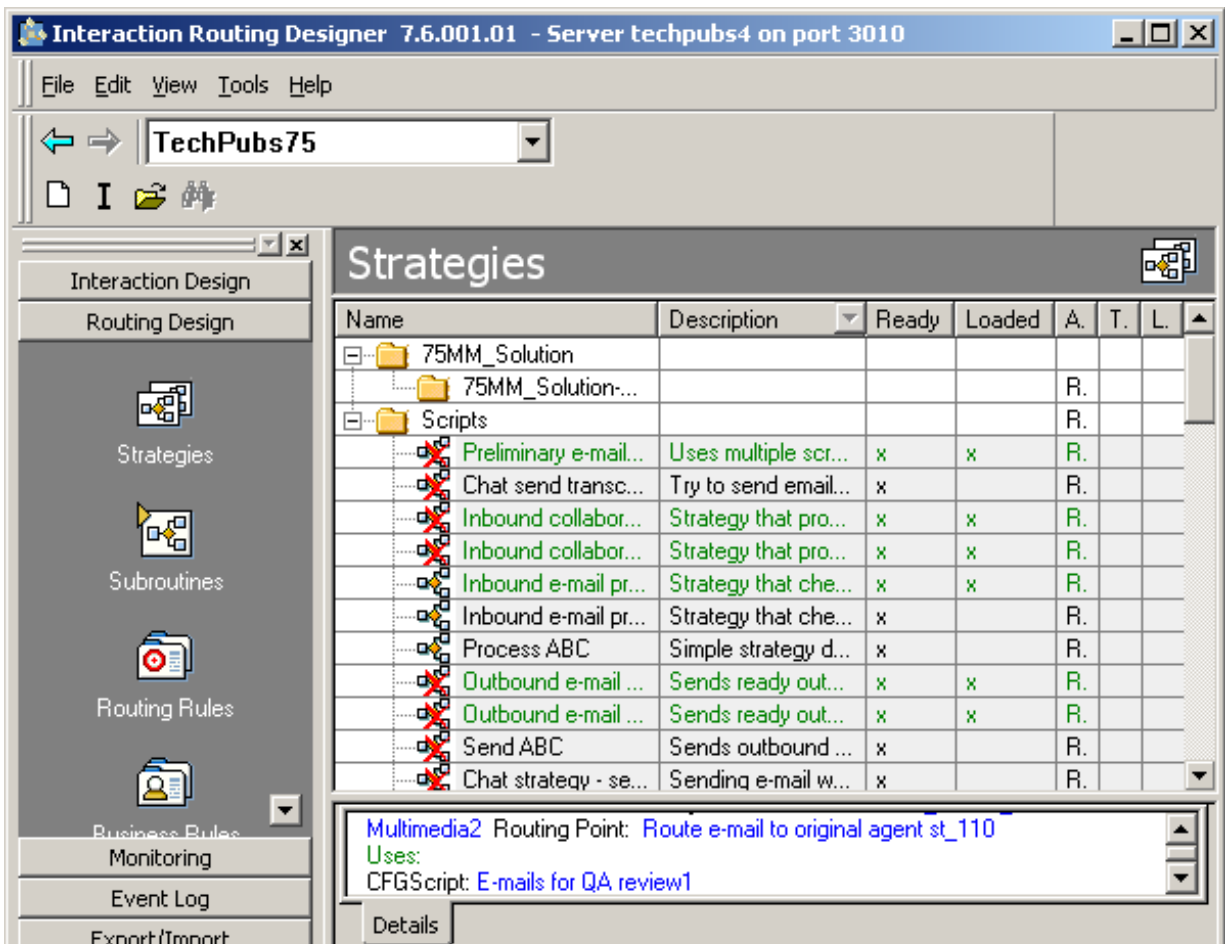 Interaction Routing Designer 7.6.001.01 - Server techpubs4 on port 3010
File Edit View Tools Help
TechPubs75
Interaction Design
Routing Design
Strategies
Subroutines
Routing Rules
Business Rules
Monitoring
Event Log
Export/Import
Strategies
Name Description Ready Loaded A. T. L.
75MM_Solution
75MM_Solution-... R.
Scripts R.
Preliminary e-mail... Uses multiple scr... x x R.
Chat send transc... Try to send email... x R.
Inbound collabor... Strategy that pro... x x R.
Inbound collabor... Strategy that pro... x x R.
Inbound e-mail pr... Strategy that che... x x R.
Inbound e-mail pr... Strategy that che... x R.
Process ABC Simple strategy d... x R.
Outbound e-mail ... Sends ready out... x x R.
Outbound e-mail ... Sends ready out... x x R.
Send ABC Sends outbound ... x R.
Chat strategy - se... Sending e-mail w... x R.
Multimedia2 Routing Point: Route e-mail to original agent st_110
Uses:
CFGScript: E-mails for QA review1
Details